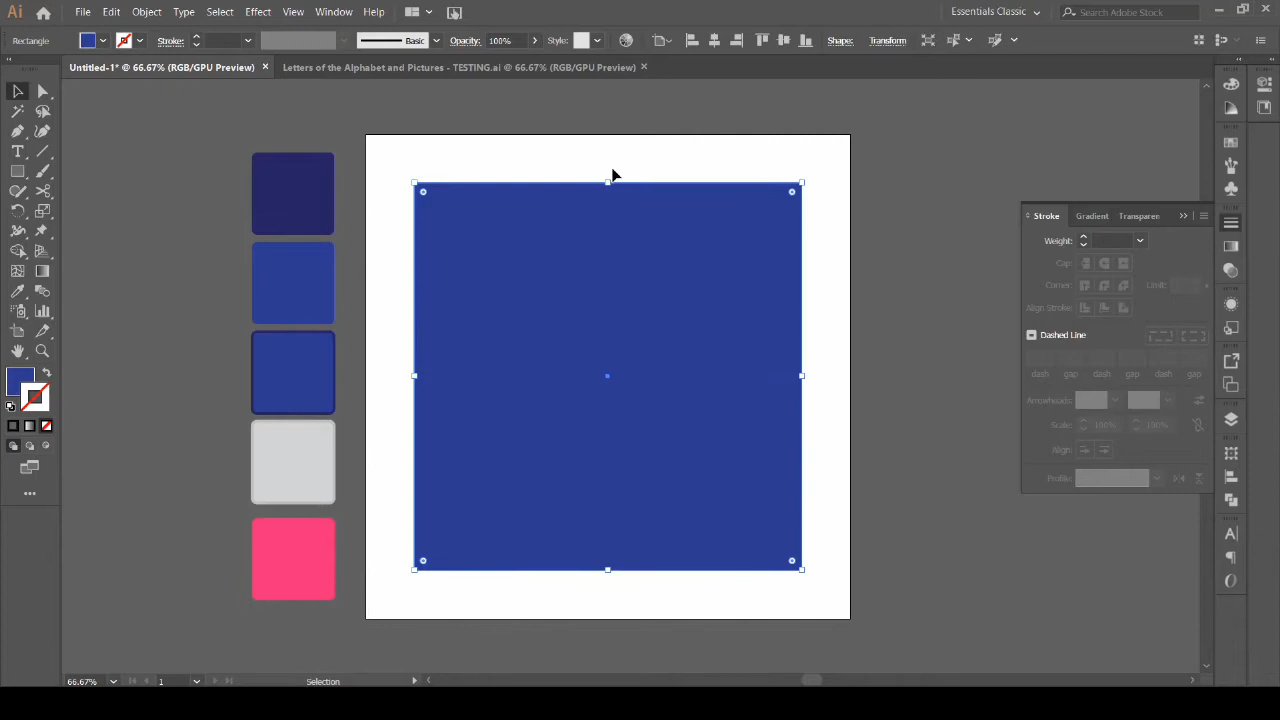 Ai File Edit Object Type Select Effect View Window Help Essentials Classic Search Adobe Stock
Rectangle Stroke: Basic Opacity: 100% Style: Shape: Transform
Untitled-1* @ 66.67% (RGB/GPU Preview) × Letters of the Alphabet and Pictures - TESTING.ai @ 66.67% (RGB/GPU Preview) ×
Stroke Gradient Transparen
Weight:
Cap:
Corner: Limit:
Align Stroke:
Dashed Line
dash gap dash gap dash gap
Arrowheads:
Scale: 100% 100%
Align:
Profile:
66.67% 1 Selection